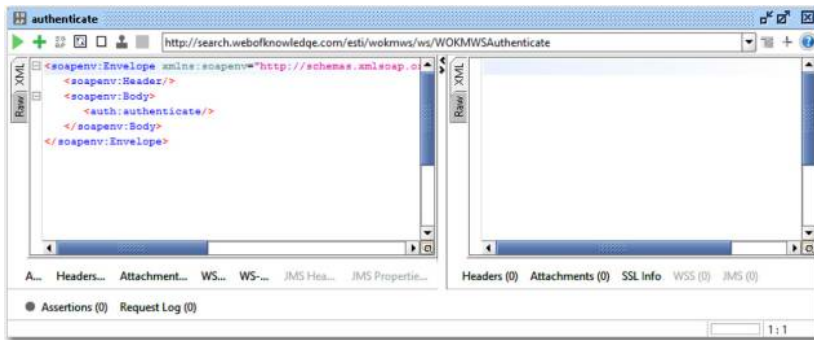 authenticate
http://search.webofknowledge.com/esti/wokmws/ws/WOKMWSAuthenticate
XML
Raw
<soapenv:Envelope xmlns:soapenv="http://schemas.xmlsoap.o
<soapenv:Header/>
<soapenv:Body>
<auth:authenticate/>
</soapenv:Body>
</soapenv:Envelope>
XML
Raw
A... Headers... Attachment... WS... WS-... JMS Hea... JMS Propertie...
Headers (0) Attachments (0) SSL Info WSS (0) JMS (0)
Assertions (0) Request Log (0)
1 : 1